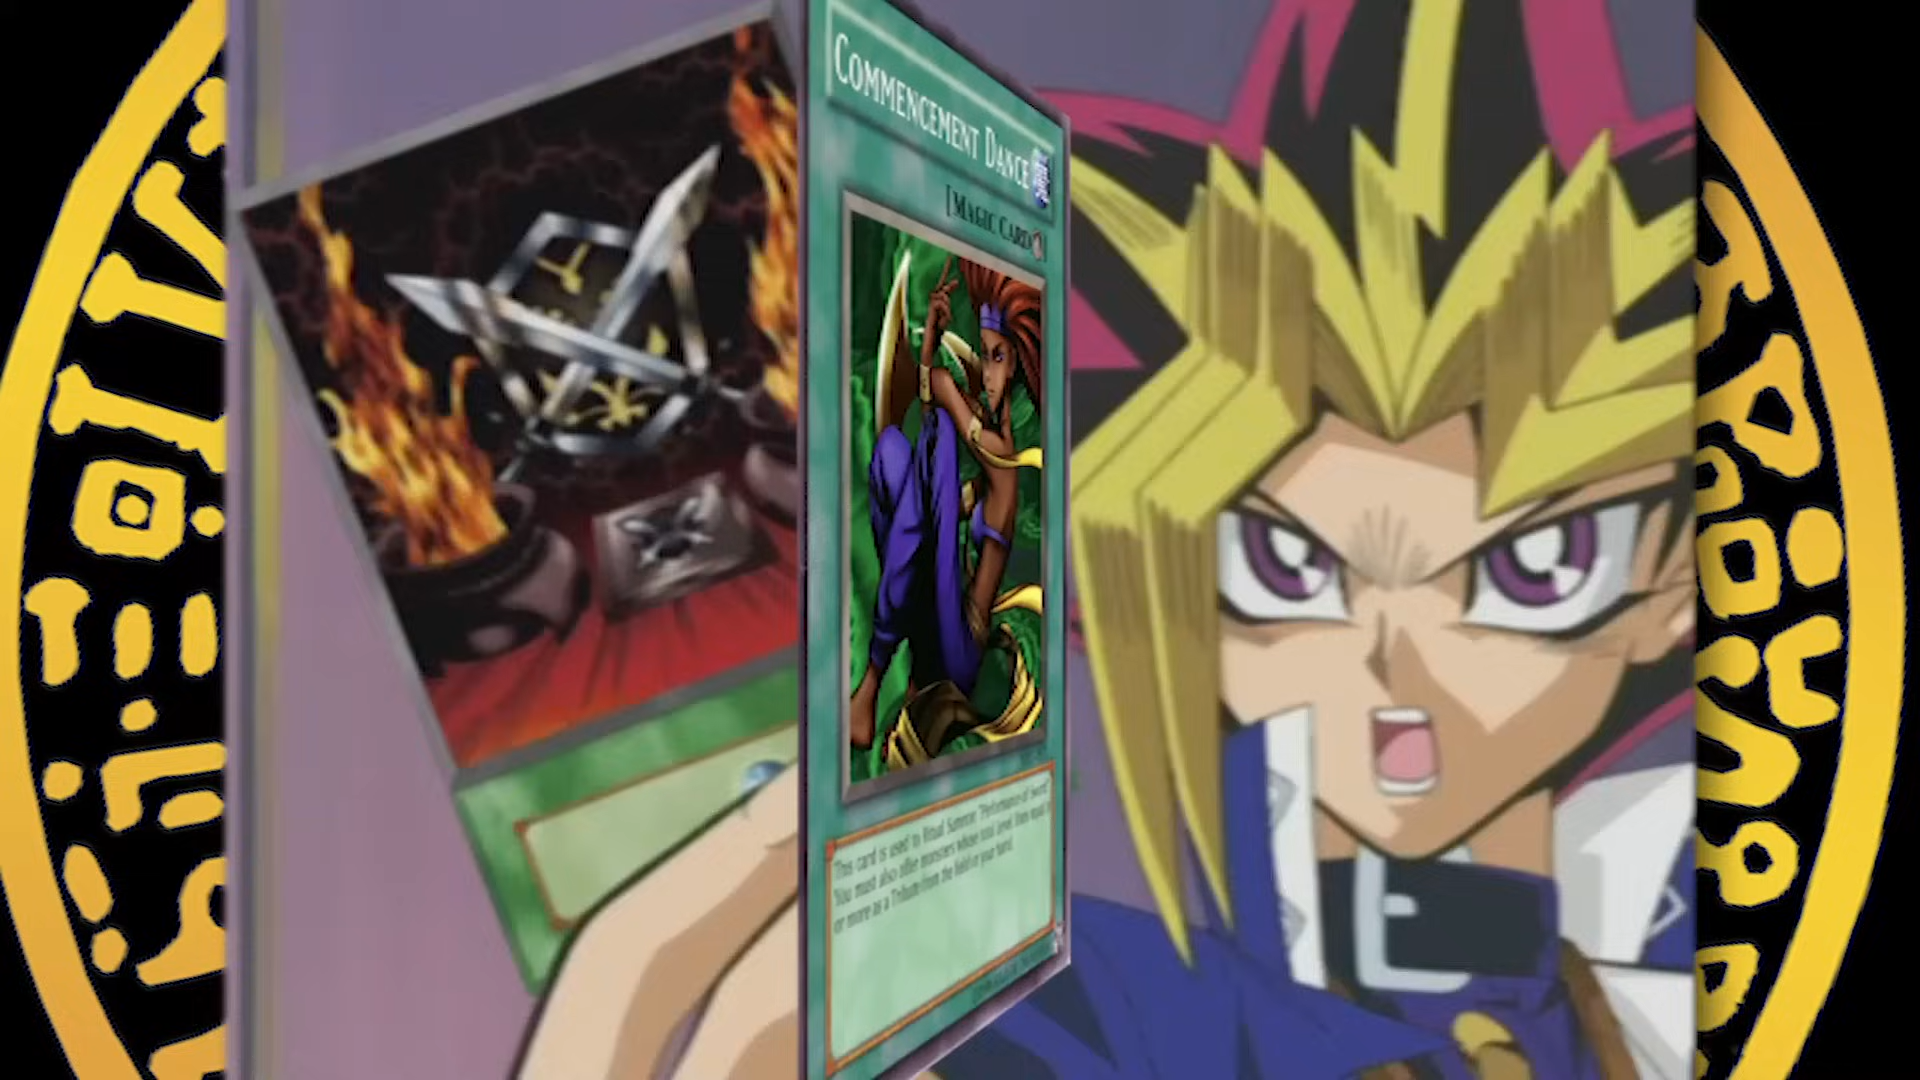 COMMENCEMENT DANCE
[MAGIC CARD
This card is used to Ritual Summon "Performance of Sword"
You must also offer monsters whose total Level Stars equal 6
or more as a Tribute from the field or your hand.